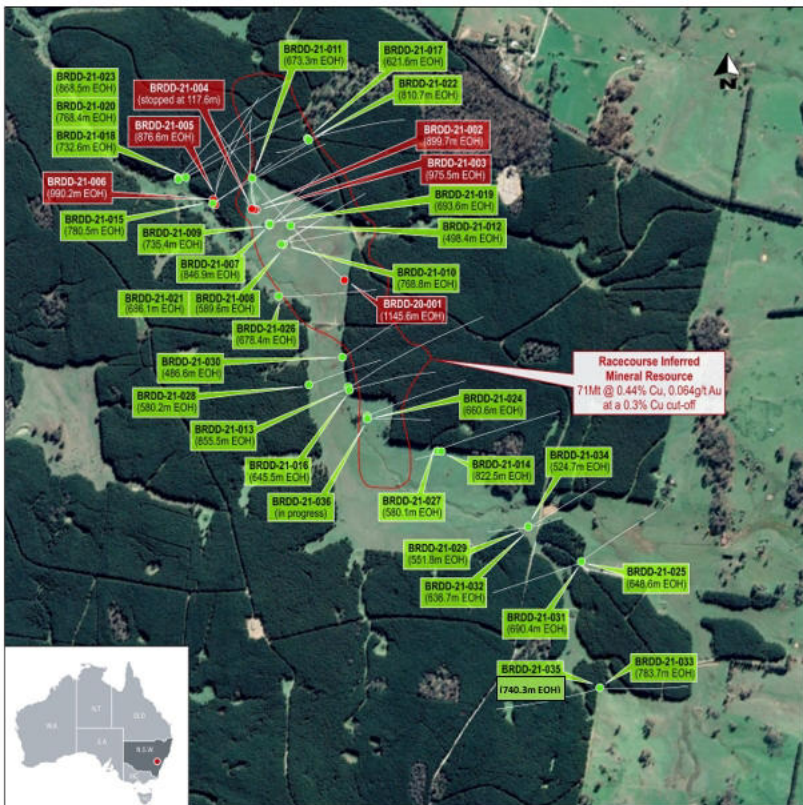 BRDD-21-011
(673.3m EOH)
BRDD-21-017
(621.6m EOH)
BRDD-21-022
(810.7m EOH)
BRDD-21-023
(868.5m EOH)
BRDD-21-020
(768.4m EOH)
BRDD-21-018
(732.6m EOH)
BRDD-21-004
(stopped at 117.6m)
BRDD-21-005
(876.6m EOH)
BRDD-21-002
(899.7m EOH)
BRDD-21-003
(975.5m EOH)
BRDD-21-006
(990.2m EOH)
BRDD-21-015
(780.5m EOH)
BRDD-21-019
(693.6m EOH)
BRDD-21-009
(735.4m EOH)
BRDD-21-012
(498.4m EOH)
BRDD-21-007
(846.9m EOH)
BRDD-21-010
(768.8m EOH)
BRDD-21-021
BRDD-21-008
(589.6m EOH)
BRDD-20-001
(1145.6m EOH)
BRDD-21-026
(678.4m EOH)
BRDD-21-030
(486.6m EOH)
Racecourse Inferred
Mineral Resource
71Mt @ 0.44% Cu, 0.064g/t Au
at a 0.3% Cu cut-off
BRDD-21-028
(580.2m EOH)
BRDD-21-024
(660.6m EOH)
BRDD-21-013
(855.5m EOH)
BRDD-21-016
(645.5m EOH)
BRDD-21-014
(822.5m EOH)
BRDD-21-034
(524.7m EOH)
BRDD-21-036
(in progress)
BRDD-21-027
(580.1m EOH)
BRDD-21-029
(551.8m EOH)
BRDD-21-025
(648.6m EOH)
BRDD-21-032
BRDD-21-031
(690.4m EOH)
BRDD-21-035
(740.3m EOH)
BRDD-21-033
(783.7m EOH)
N
W.A
N.T
QLD
S.A
N.S.W